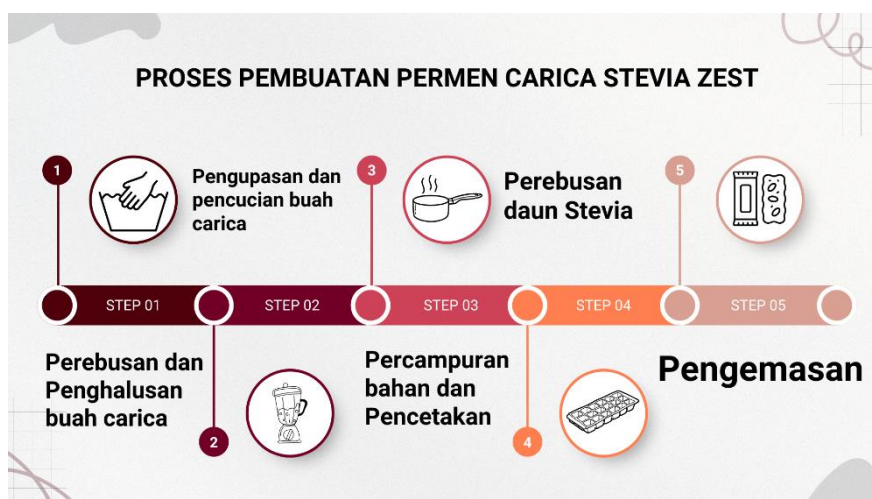 PROSES PEMBUATAN PERMEN CARICA STEVIA ZEST
1
Pengupasan dan
pencucian buah
carica
3
Perebusan
daun Stevia
5
STEP 01
STEP 02
STEP 03
STEP 04
STEP 05
Perebusan dan
Penghalusan
buah carica
2
Percampuran
bahan dan
Pencetakan
4
Pengemasan